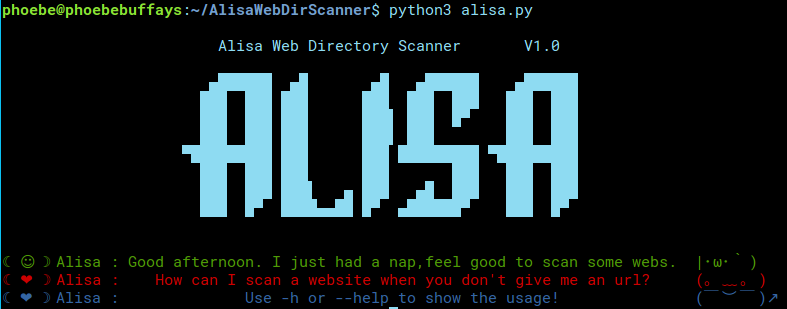 phoebe@phoebebuffays:~/AlisaWebDirScanner$ python3 alisa.py
Alisa Web Directory Scanner V1.0
ALISA
☾ ☺ ☽ Alisa : Good afternoon. I just had a nap,feel good to scan some webs. |･ω･｀)
☾ ❤ ☽ Alisa : How can I scan a website when you don't give me an url? (｡﹏｡)
☾ ❤ ☽ Alisa : Use -h or --help to show the usage! (￣︶￣)↗